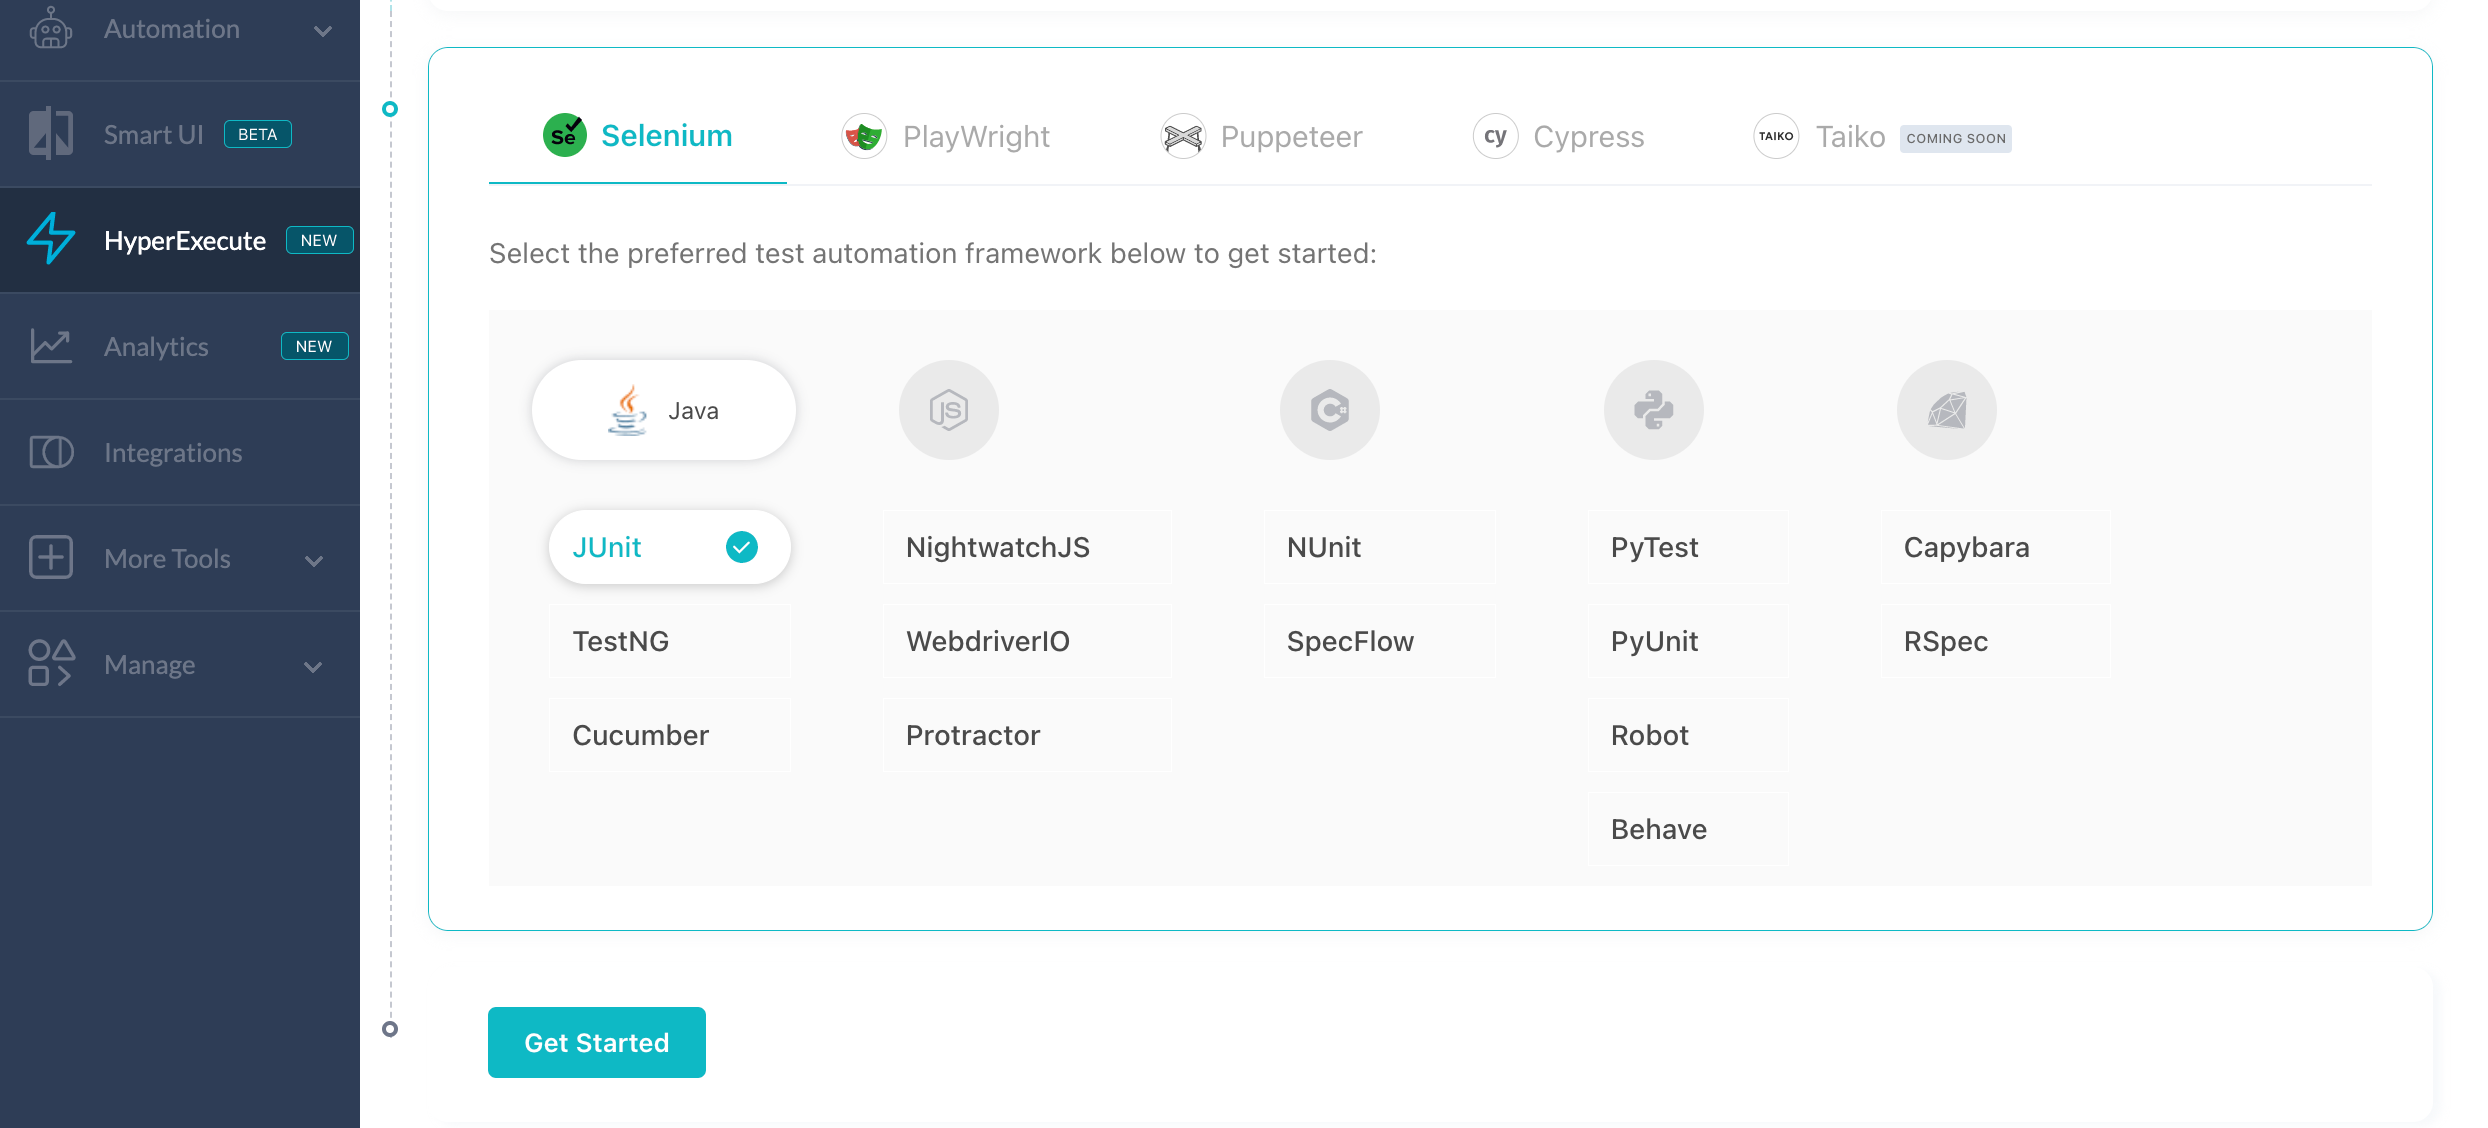 Automation
Smart UI BETA
HyperExecute NEW
Analytics NEW
Integrations
More Tools
Manage
Se Selenium PlayWright Puppeteer cy Cypress TAIKO Taiko COMING SOON
Select the preferred test automation framework below to get started:
Java JS C#
JUnit NightwatchJS NUnit PyTest Capybara
TestNG WebdriverIO SpecFlow PyUnit RSpec
Cucumber Protractor Robot
Behave
Get Started